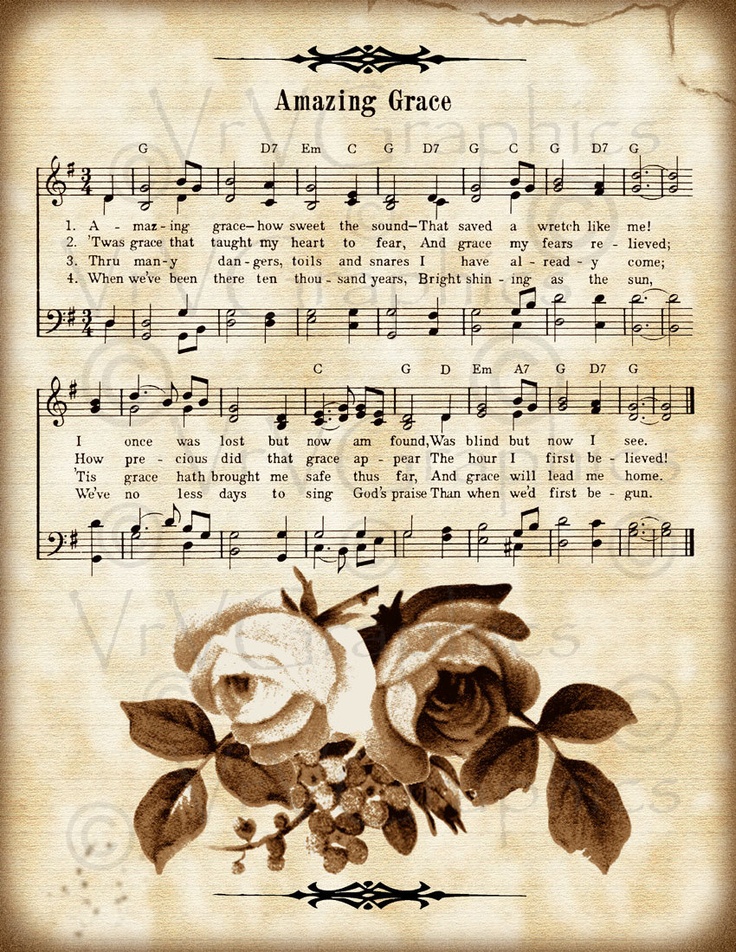 Amazing Grace
G D7 Em C G D7 G C G D7 G
1. A - maz - ing grace—how sweet the sound—That saved a wretch like me!
2. 'Twas grace that taught my heart to fear, And grace my fears re - lieved;
3. Thru man - y dan - gers, toils and snares I have al - read - y come;
4. When we've been there ten thou - sand years, Bright shin - ing as the sun,
C G D Em A7 G D7 G
I once was lost but now am found, Was blind but now I see.
How pre - cious did that grace ap - pear The hour I first be - lieved!
'Tis grace hath brought me safe thus far, And grace will lead me home.
We've no less days to sing God's praise Than when we'd first be - gun.
© VrVGraphics
© VrVGraphics
© VrVGraphics
© VrVGraphics